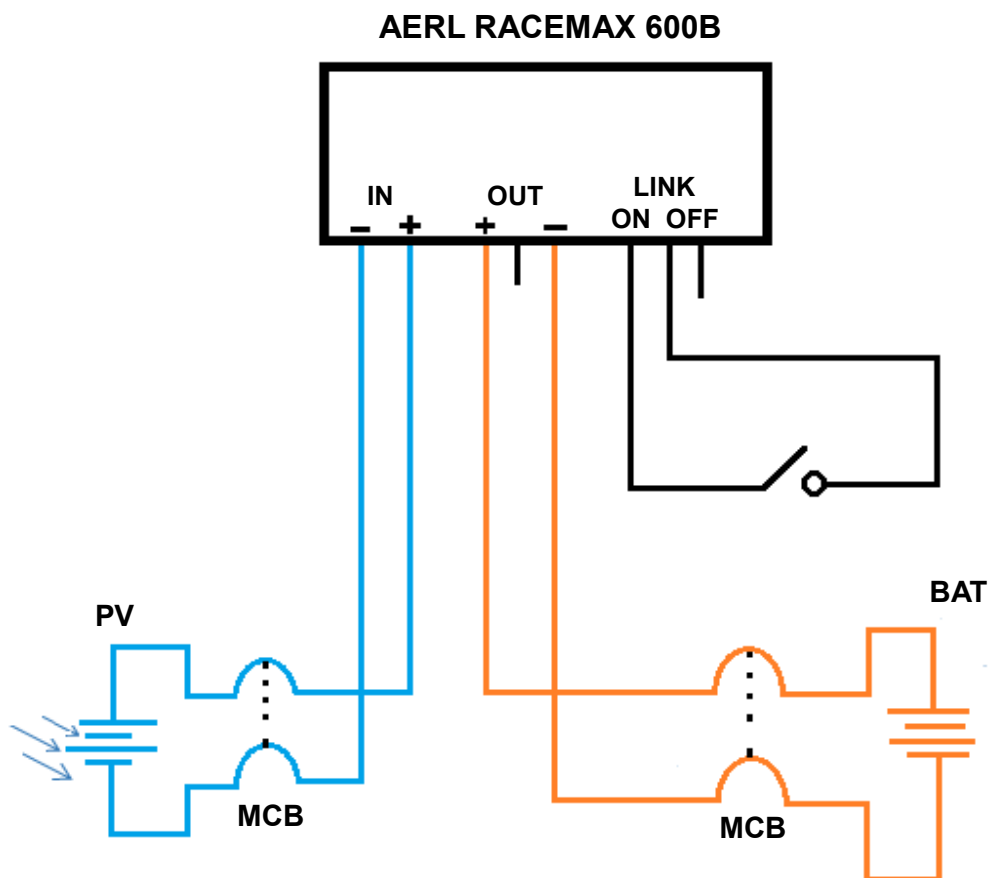 AERL RACEMAX 600B
IN
OUT
LINK
ON OFF
- +
+ -
PV
BAT
MCB
MCB